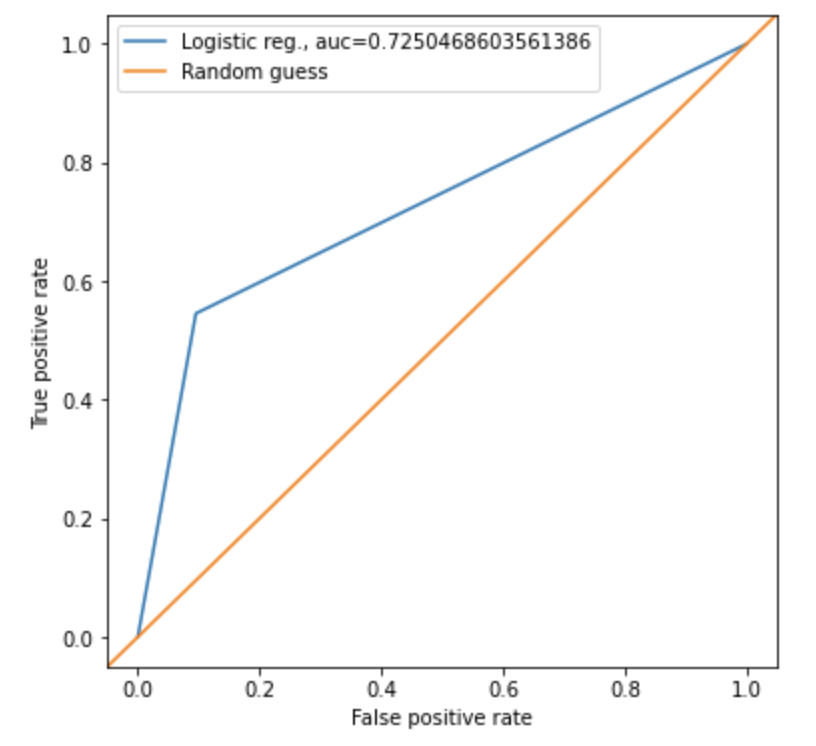 Logistic reg., auc=0.7250468603561386
Random guess
True positive rate
1.0
0.8
0.6
0.4
0.2
0.0
0.0 0.2 0.4 0.6 0.8 1.0
False positive rate